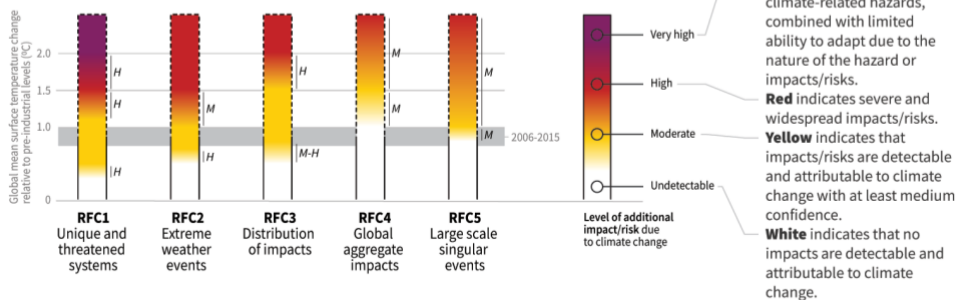 Global mean surface temperature change
relative to pre-industrial levels (ºC)
2.0
1.5
1.0
0
H
H
H
M
H
H
M-H
M
M
M
M
2006-2015
RFC1
Unique and
threatened
systems
RFC2
Extreme
weather
events
RFC3
Distribution
of impacts
RFC4
Global
aggregate
impacts
RFC5
Large scale
singular
events
Very high
High
Moderate
Undetectable
Level of additional
impact/risk due
to climate change
climate-related hazards,
combined with limited
ability to adapt due to the
nature of the hazard or
impacts/risks.
Red indicates severe and
widespread impacts/risks.
Yellow indicates that
impacts/risks are detectable
and attributable to climate
change with at least medium
confidence.
White indicates that no
impacts are detectable and
attributable to climate
change.